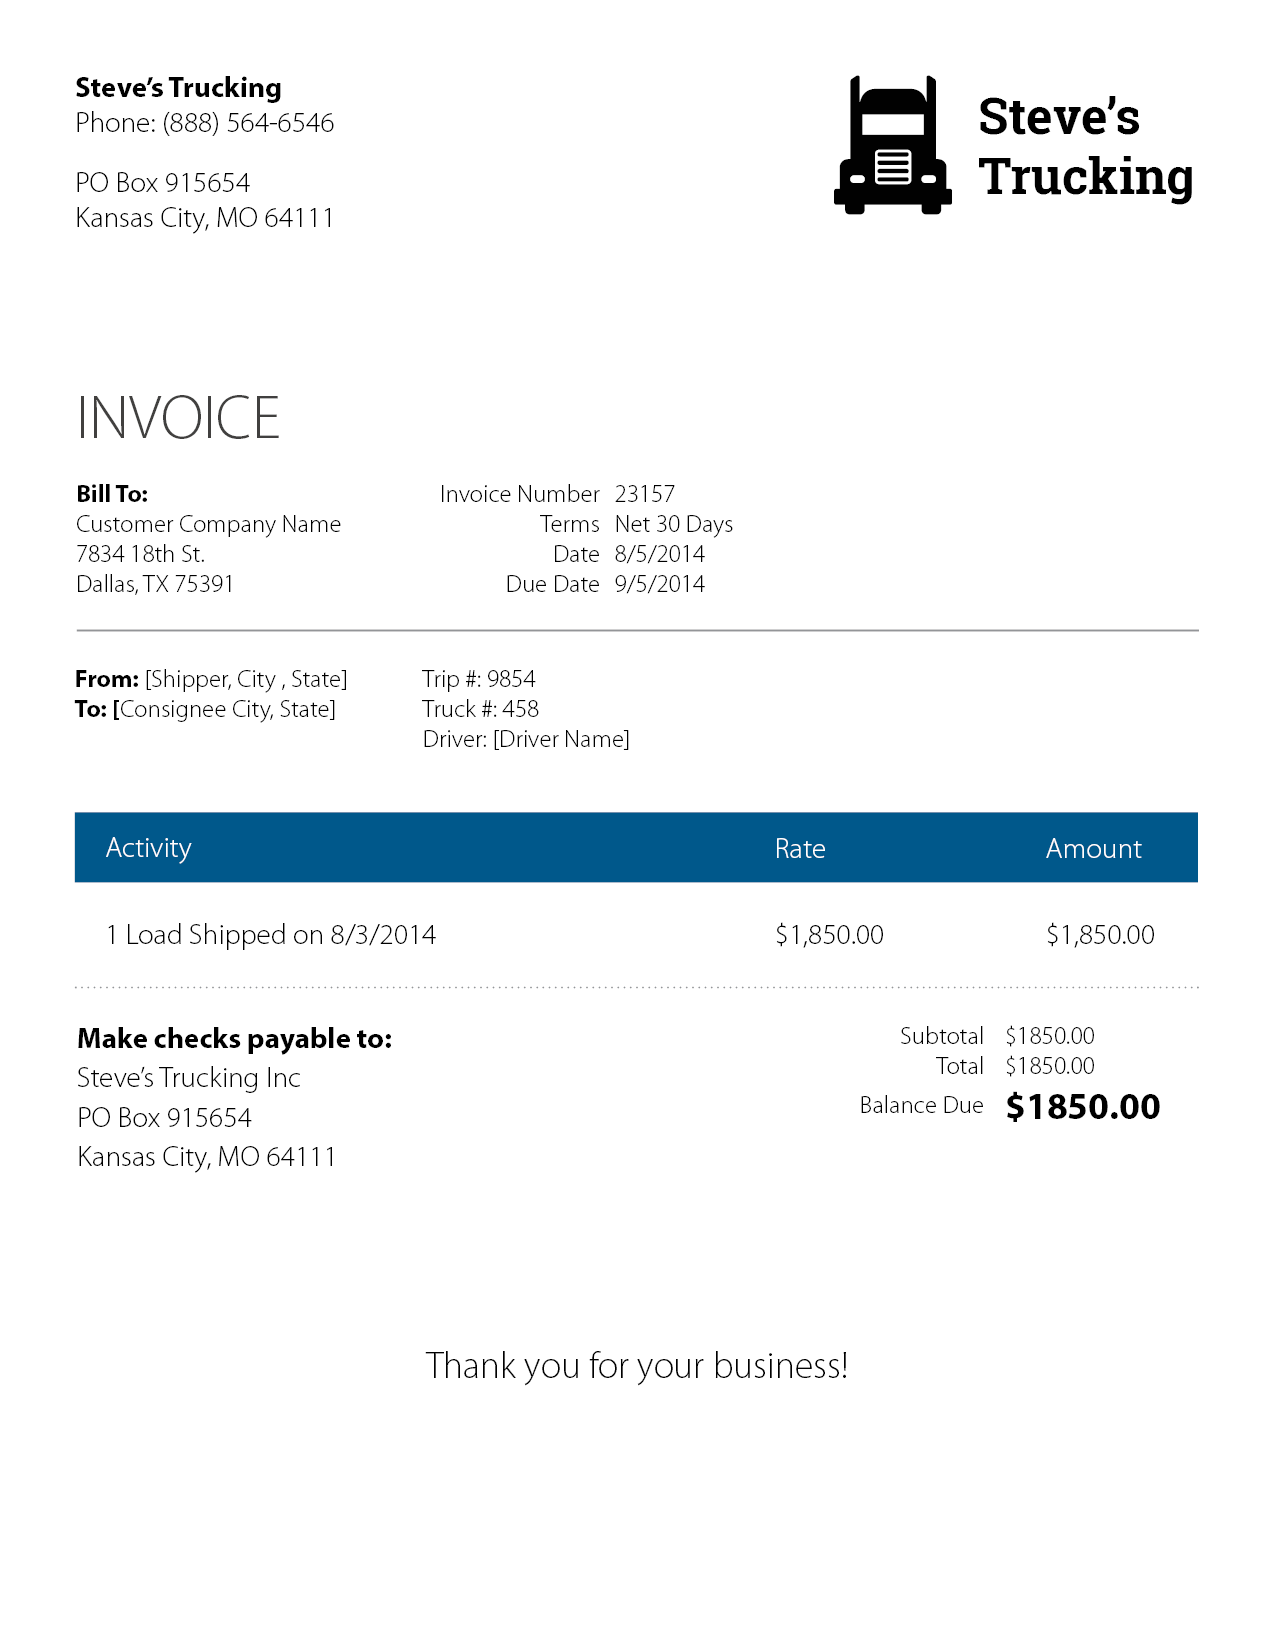 Steve’s Trucking
Phone: (888) 564-6546
PO Box 915654
Kansas City, MO 64111
Steve’s
Trucking
INVOICE
Bill To:
Customer Company Name
7834 18th St.
Dallas, TX 75391
Invoice Number 23157
Terms Net 30 Days
Date 8/5/2014
Due Date 9/5/2014
From: [Shipper, City , State]
To: [Consignee City, State]
Trip #: 9854
Truck #: 458
Driver: [Driver Name]
Activity Rate Amount
1 Load Shipped on 8/3/2014 $1,850.00 $1,850.00
Make checks payable to:
Steve’s Trucking Inc
PO Box 915654
Kansas City, MO 64111
Subtotal $1850.00
Total $1850.00
Balance Due $1850.00
Thank you for your business!